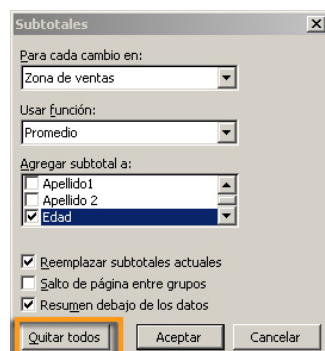 Subtotales
Para cada cambio en:
Zona de ventas
Usar función:
Promedio
Agregar subtotal a:
Apellido1
Apellido 2
Edad
Reemplazar subtotales actuales
Salto de página entre grupos
Resumen debajo de los datos
Quitar todos Aceptar Cancelar